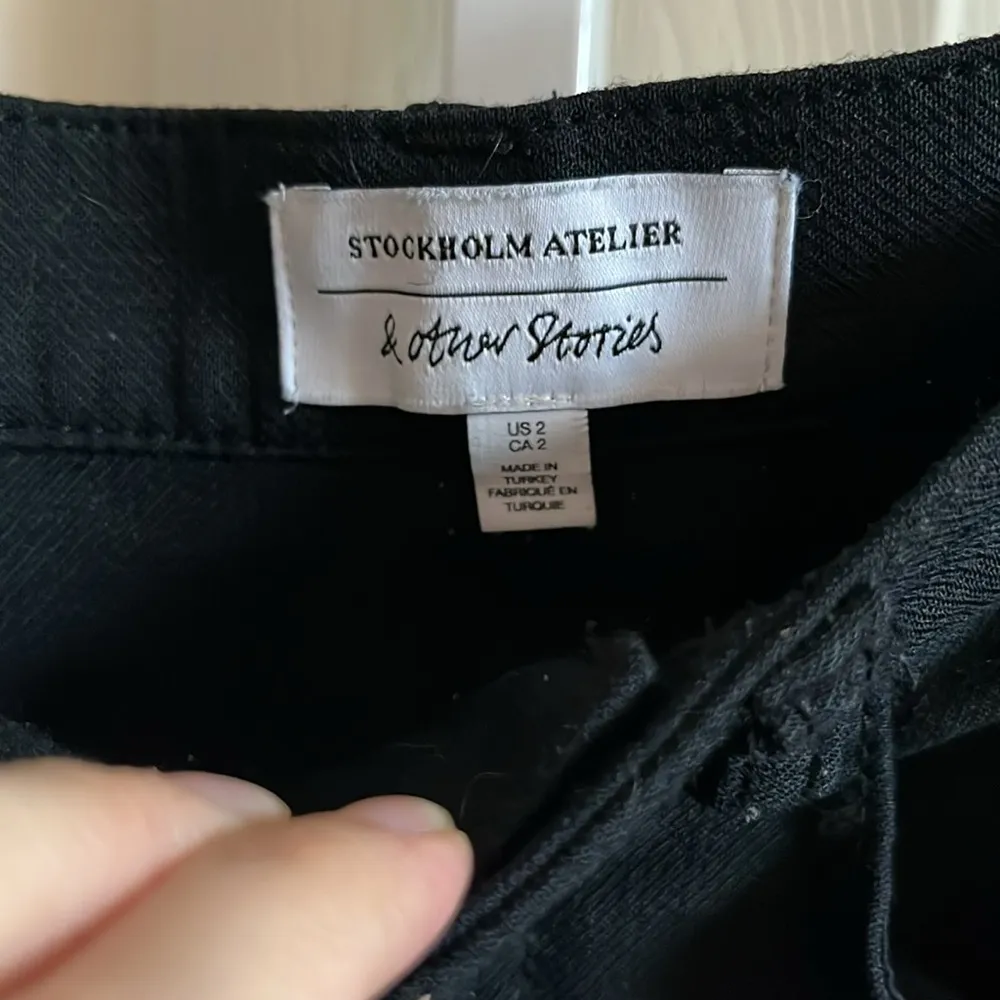 STOCKHOLM ATELIER
& other Stories
US 2
CA 2
MADE IN
TURKEY
FABRIQUÉ EN
TURQUIE